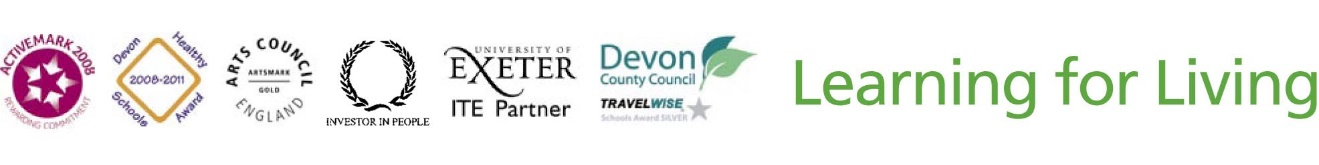 ACTIVEMARK 2008
REWARDING COMMITMENT
Devon
Healthy
2008-2011
Schools
Award
ARTS COUNCIL
ARTSMARK
GOLD
ENGLAND
INVESTOR IN PEOPLE
UNIVERSITY OF
EXETER
ITE Partner
Devon
County Council
TRAVELWISE
Schools Award SILVER
Learning for Living